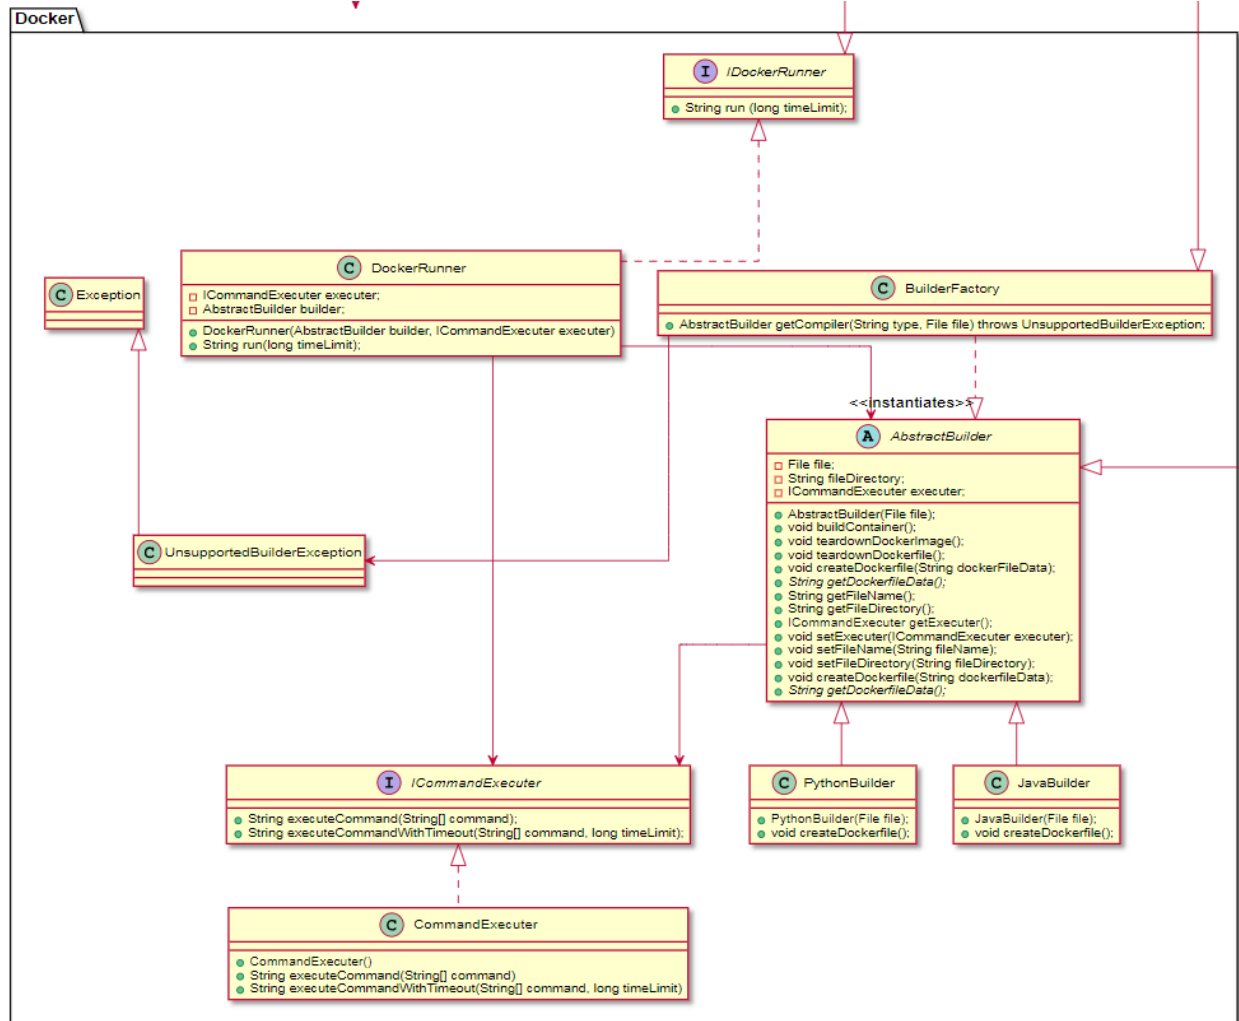 Docker
I IDockerRunner
String run (long timeLimit);
C DockerRunner
ICommandExecuter executer;
AbstractBuilder builder;
DockerRunner(AbstractBuilder builder, ICommandExecuter executer)
String run(long timeLimit);
C Exception
C BuilderFactory
AbstractBuilder getCompiler(String type, File file) throws UnsupportedBuilderException;
<<instantiates>>
A AbstractBuilder
File file;
String fileDirectory;
ICommandExecuter executer;
AbstractBuilder(File file);
void buildContainer();
void teardownDockerImage();
void teardownDockerfile();
void createDockerfile(String dockerFileData);
String getDockerfileData();
String getFileName();
String getFileDirectory();
ICommandExecuter getExecuter();
void setExecuter(ICommandExecuter executer);
void setFileName(String fileName);
void setFileDirectory(String fileDirectory);
void createDockerfile(String dockerfileData);
String getDockerfileData();
C UnsupportedBuilderException
I ICommandExecuter
String executeCommand(String[] command);
String executeCommandWithTimeout(String[] command, long timeLimit);
C PythonBuilder
PythonBuilder(File file);
void createDockerfile();
C JavaBuilder
JavaBuilder(File file);
void createDockerfile();
C CommandExecuter
CommandExecuter()
String executeCommand(String[] command)
String executeCommandWithTimeout(String[] command, long timeLimit)